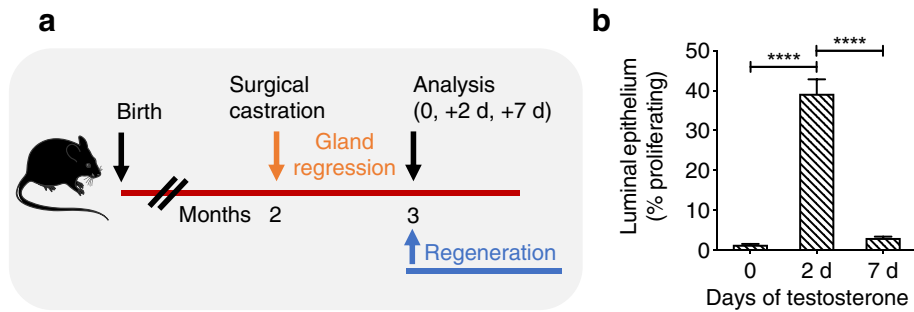 a
Birth
Surgical
castration
Gland
regression
Analysis
(0, +2 d, +7 d)
Months 2 3
Regeneration
b
Luminal epithelium
(% proliferating)
50
40
30
20
10
0
****
****
0 2 d 7 d
Days of testosterone